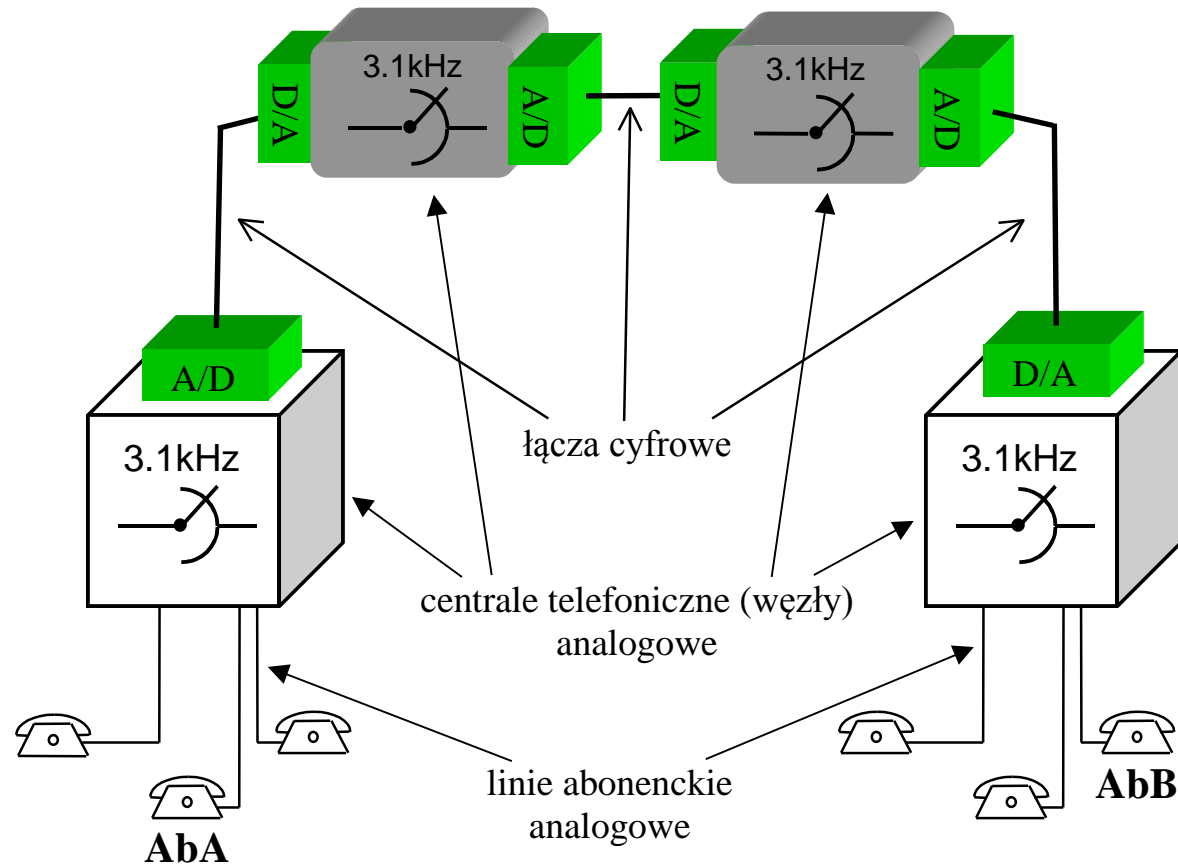 3.1kHz
3.1kHz
D/A
A/D
D/A
A/D
A/D
D/A
łącza cyfrowe
3.1kHz
3.1kHz
centrale telefoniczne (węzły)
analogowe
linie abonenckie
analogowe
AbA
AbB